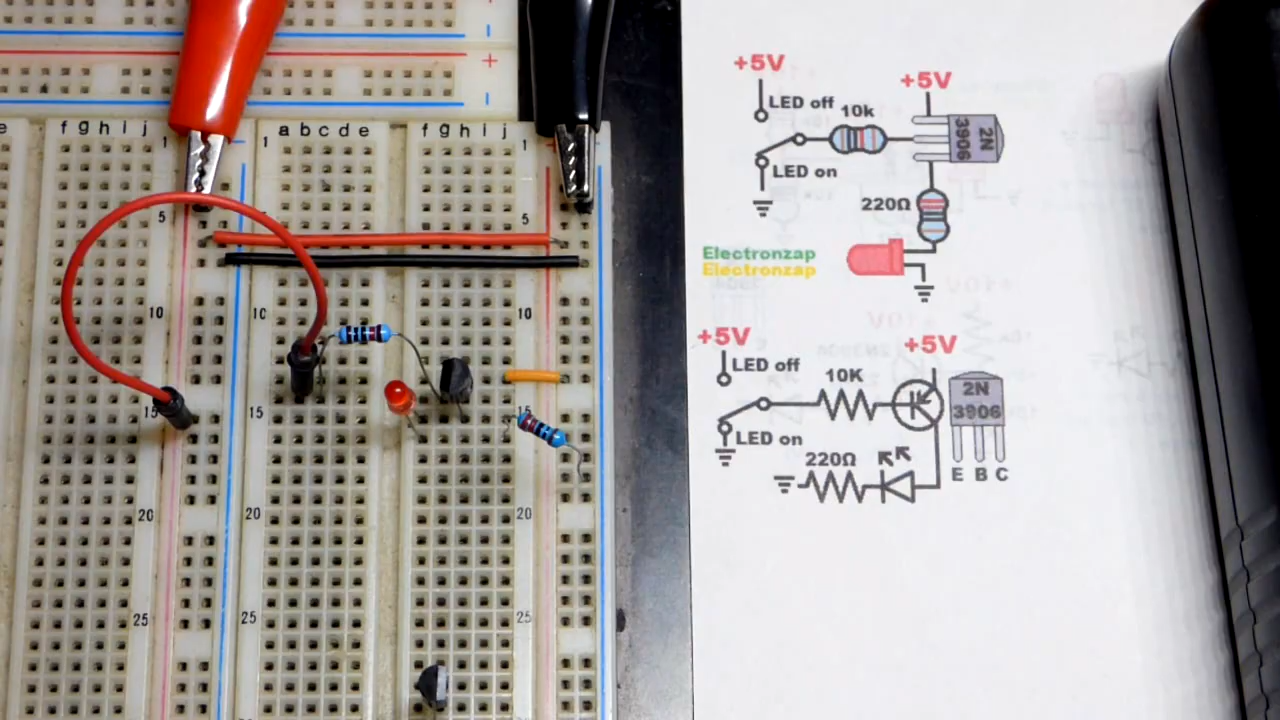 +
+
e
f g h i j
a b c d e
f g h i j
1
1
1
5
5
10
10
10
15
15
15
20
20
20
25
25
25
+5V
LED off
10k
+5V
2N
3906
LED on
220Ω
Electronzap
Electronzap
+5V
LED off
+5V
10K
2N
3906
LED on
220Ω
E B C